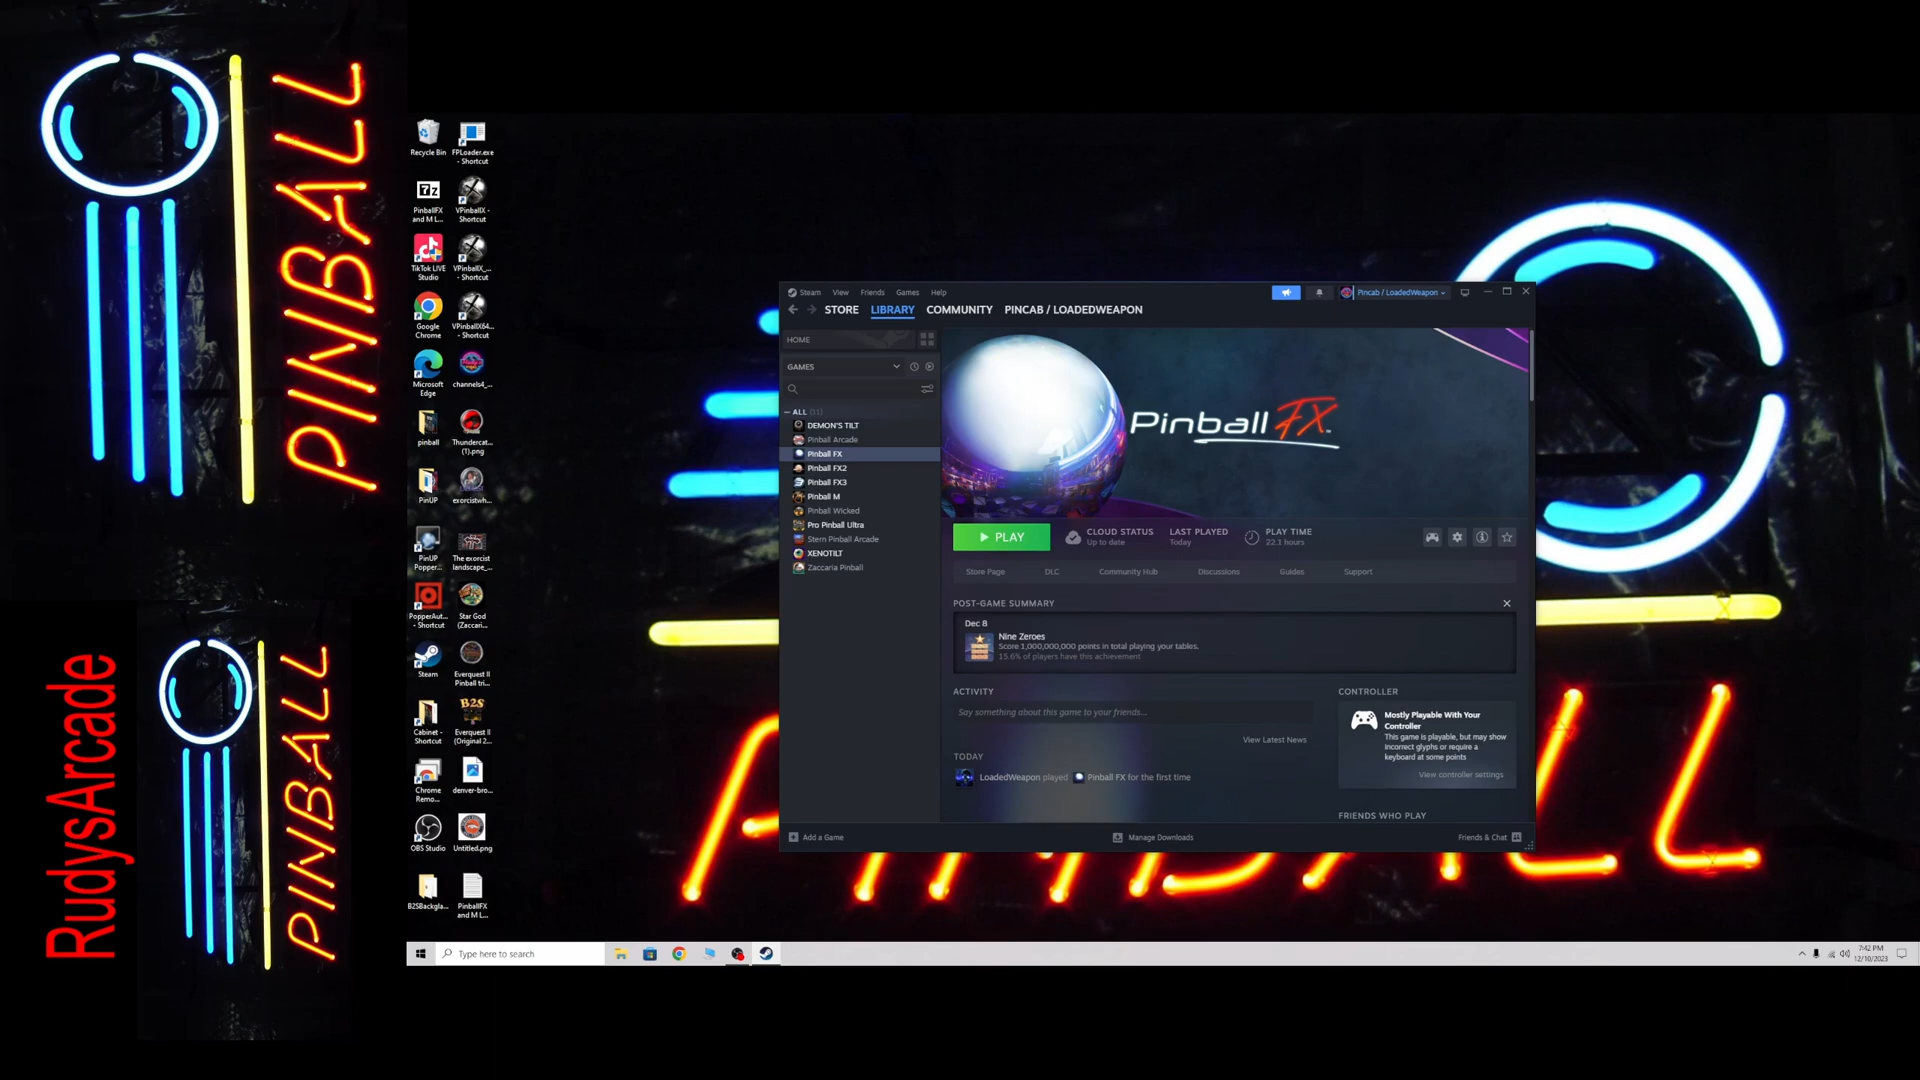 PINBALL
PINBALL
RudysArcade
Recycle Bin
FPLoader.exe
- Shortcut
PinballFX
and M L...
VPinballX -
Shortcut
TikTok LIVE
Studio
VPinballX_...
- Shortcut
Google
Chrome
VPinballX64...
- Shortcut
Microsoft
Edge
channels4_...
pinball
Thundercat...
(1).png
PinUP
exorcistwh...
PinUP
Popper...
The exorcist
landscape_...
PopperAut...
- Shortcut
Star God
(Zaccari...
Steam
Everquest II
Pinball tri...
Cabinet -
Shortcut
B2S
Everquest II
(Original 2...
Chrome
Remo...
denver-bro...
OBS Studio
Untitled.png
B2SBackgla...
PinballFX
and M L...
Steam View Friends Games Help
Pincab / LoadedWeapon
STORE LIBRARY COMMUNITY PINCAB / LOADEDWEAPON
HOME
GAMES
ALL (11)
DEMON'S TILT
Pinball Arcade
Pinball FX
Pinball FX2
Pinball FX3
Pinball M
Pinball Wicked
Pro Pinball Ultra
Stern Pinball Arcade
XENOTILT
Zaccaria Pinball
Pinball FX
PLAY
CLOUD STATUS
Up to date
LAST PLAYED
Today
PLAY TIME
22.1 hours
Store Page DLC Community Hub Discussions Guides Support
POST-GAME SUMMARY
Dec 8
Nine Zeroes
Score 1,000,000,000 points in total playing your tables.
15.6% of players have this achievement
ACTIVITY
Say something about this game to your friends...
View Latest News
TODAY
LoadedWeapon played Pinball FX for the first time
CONTROLLER
Mostly Playable With Your
Controller
This game is playable, but may show
incorrect glyphs or require a
keyboard at some points
View controller settings
FRIENDS WHO PLAY
Add a Game
Manage Downloads
Friends & Chat
Type here to search
7:42 PM
12/10/2023